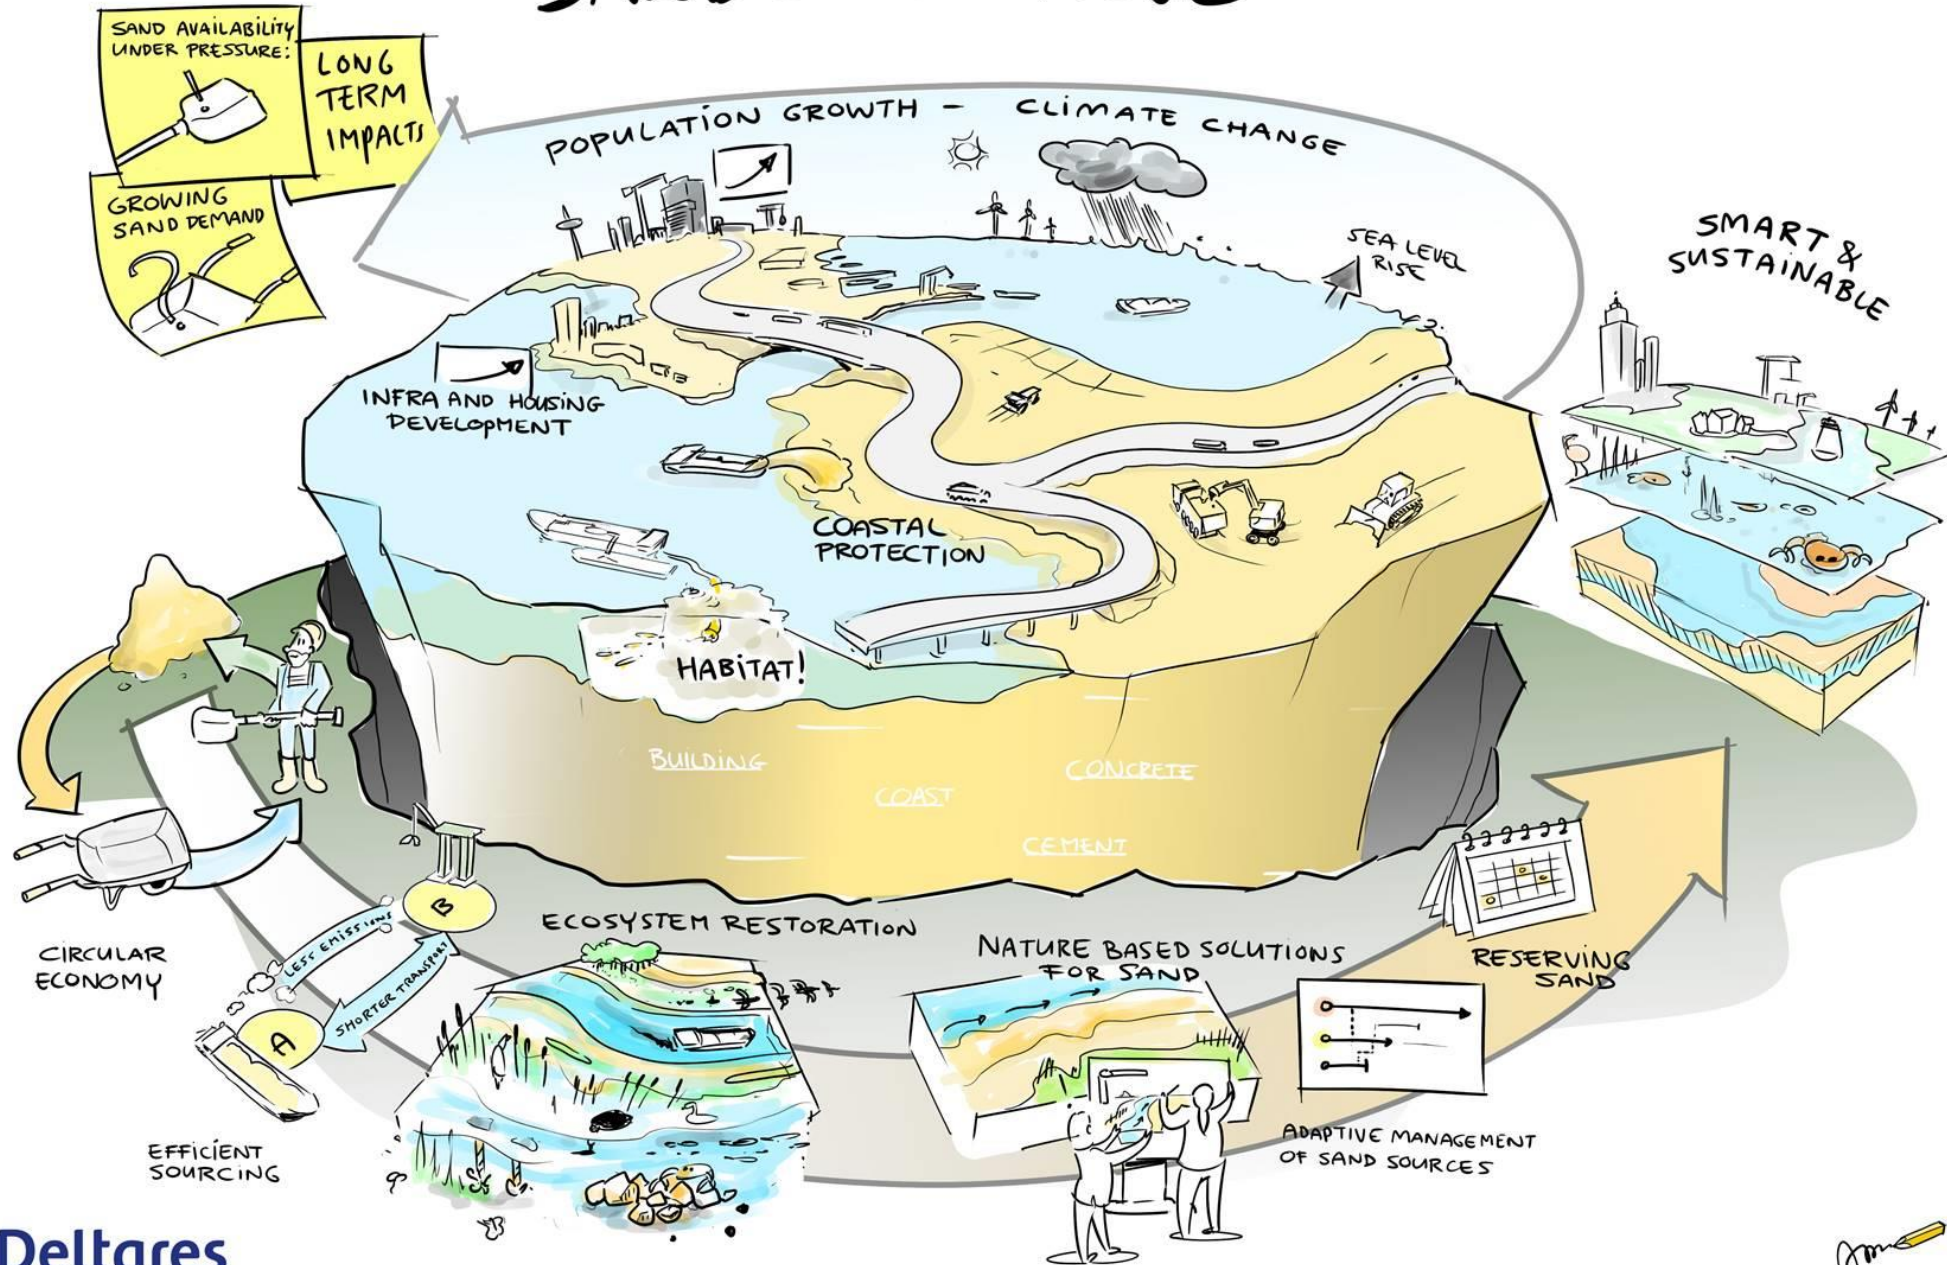 SAND AVAILABILITY
UNDER PRESSURE:
LONG
TERM
IMPACTS
GROWING
SAND DEMAND
POPULATION GROWTH - CLIMATE CHANGE
SEA LEVEL
RISE
SMART &
SUSTAINABLE
INFRA AND HOUSING
DEVELOPMENT
COASTAL
PROTECTION
HABITAT!
BUILDING
COAST
CONCRETE
CEMENT
CIRCULAR
ECONOMY
B
LESS EMISSIONS
SHORTER TRANSPORT
A
EFFICIENT
SOURCING
ECOSYSTEM RESTORATION
NATURE BASED SOLUTIONS
FOR SAND
RESERVING
SAND
ADAPTIVE MANAGEMENT
OF SAND SOURCES
Deltares